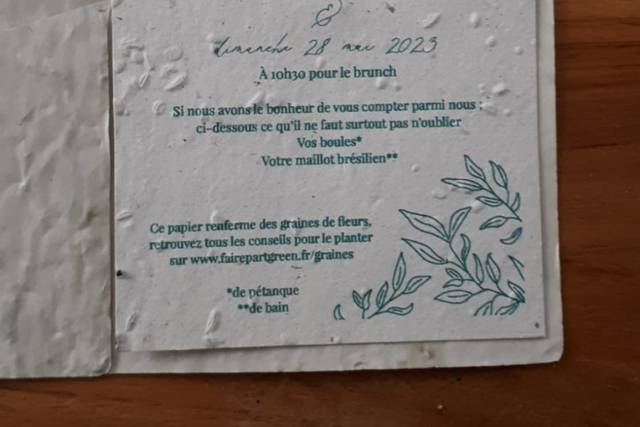 &
dimanche 28 mai 2023
À 10h30 pour le brunch
Si nous avons le bonheur de vous compter parmi nous :
ci-dessous ce qu'il ne faut surtout pas n'oublier
Vos boules*
Votre maillot brésilien**
Ce papier renferme des graines de fleurs,
retrouvez tous les conseils pour le planter
sur www.fairepartgreen.fr/graines
*de pétanque
**de bain